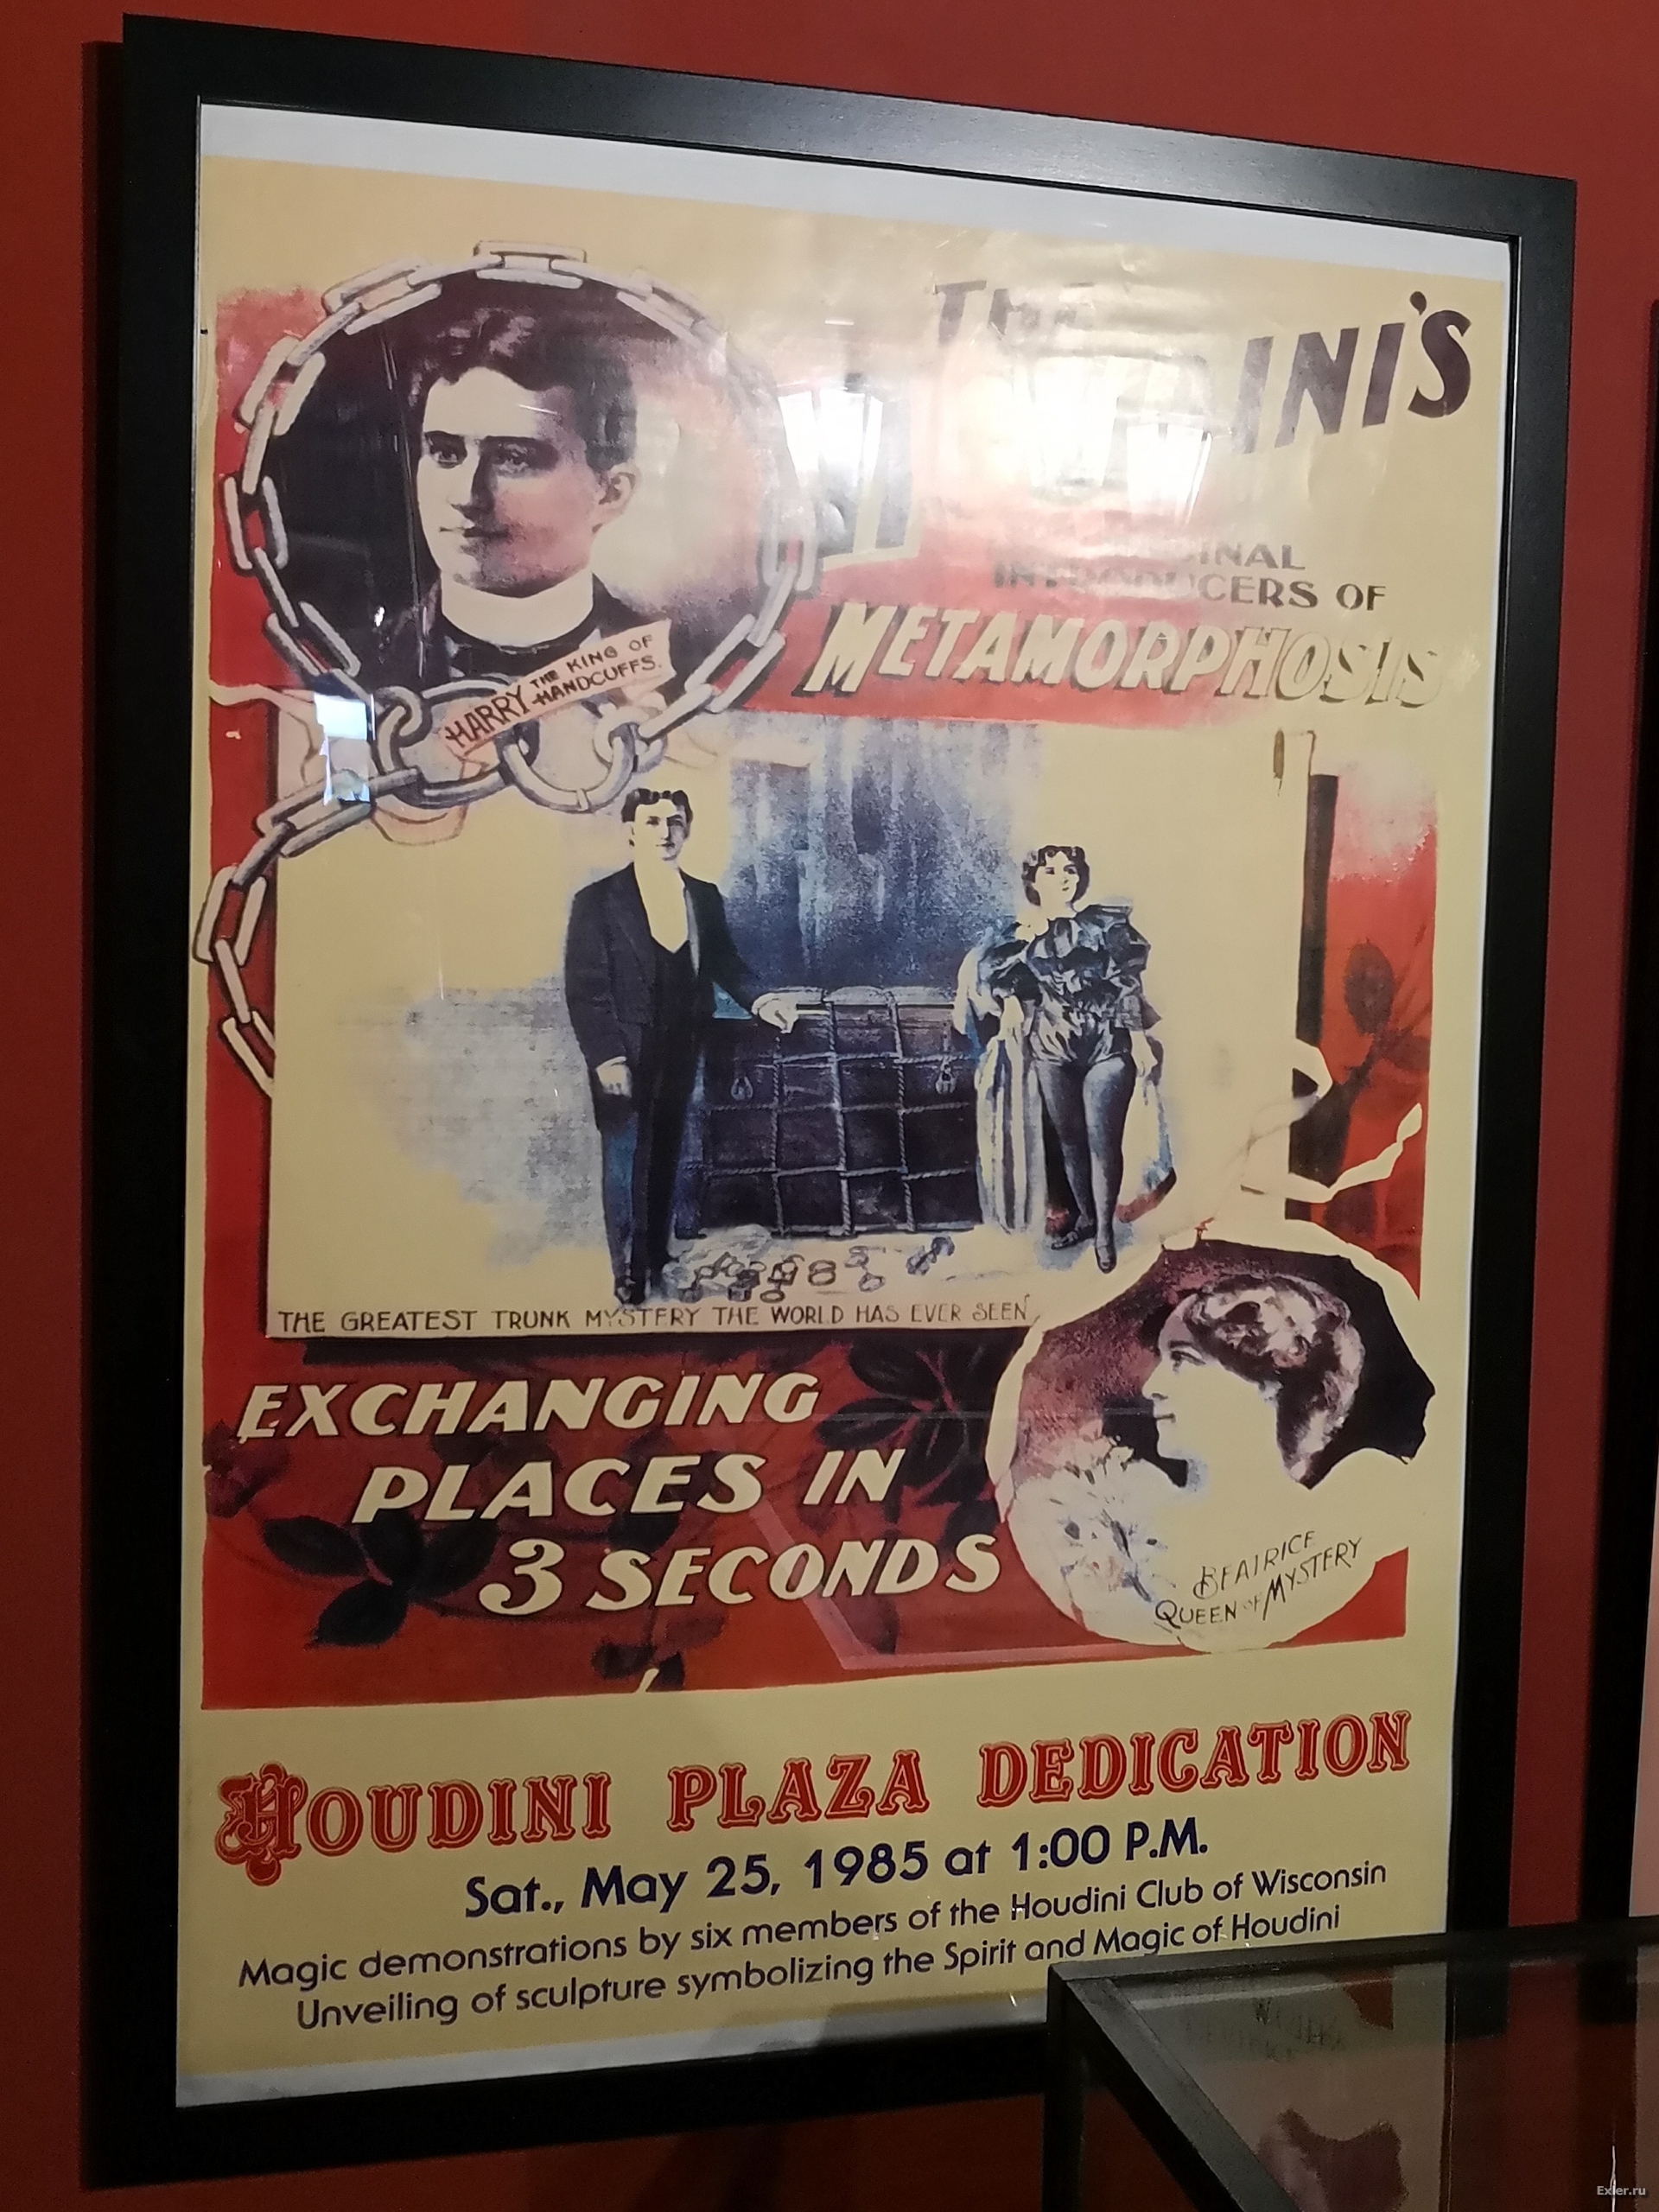 THE
INI'S
INTRODUCERS OF
METAMORPHOSIS
HARRY THE KING OF
HANDCUFFS.
THE GREATEST TRUNK MYSTERY THE WORLD HAS EVER SEEN
EXCHANGING
PLACES IN
3 SECONDS
BEATRICE
QUEEN OF MYSTERY
HOUDINI PLAZA DEDICATION
Sat., May 25, 1985 at 1:00 P.M.
Magic demonstrations by six members of the Houdini Club of Wisconsin
Unveiling of sculpture symbolizing the Spirit and Magic of Houdini
Exler.ru